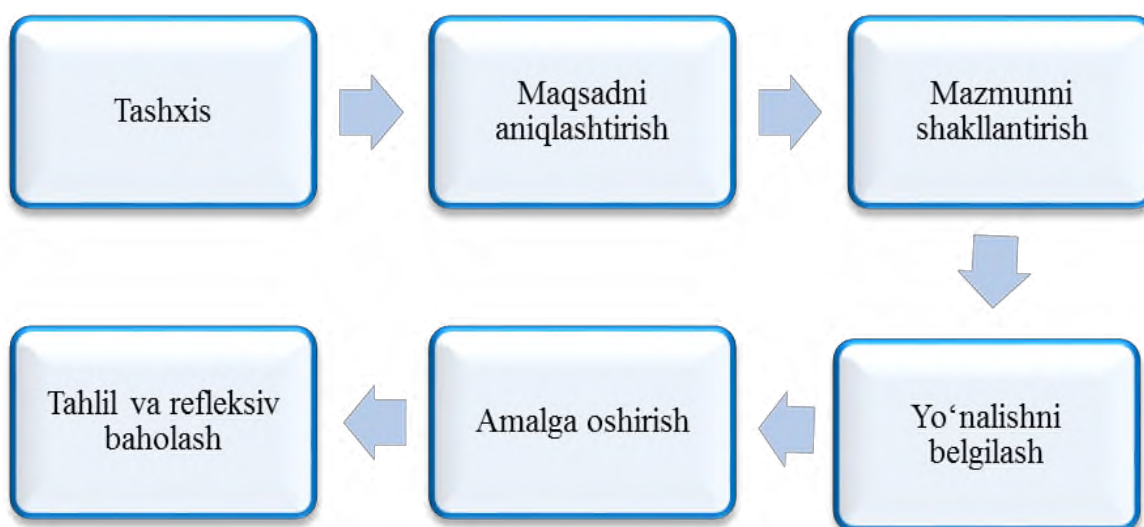 Tashxis
Maqsadni
aniqlashtirish
Mazmunni
shakllantirish
Yo‘nalishni
belgilash
Amalga oshirish
Tahlil va refleksiv
baholash